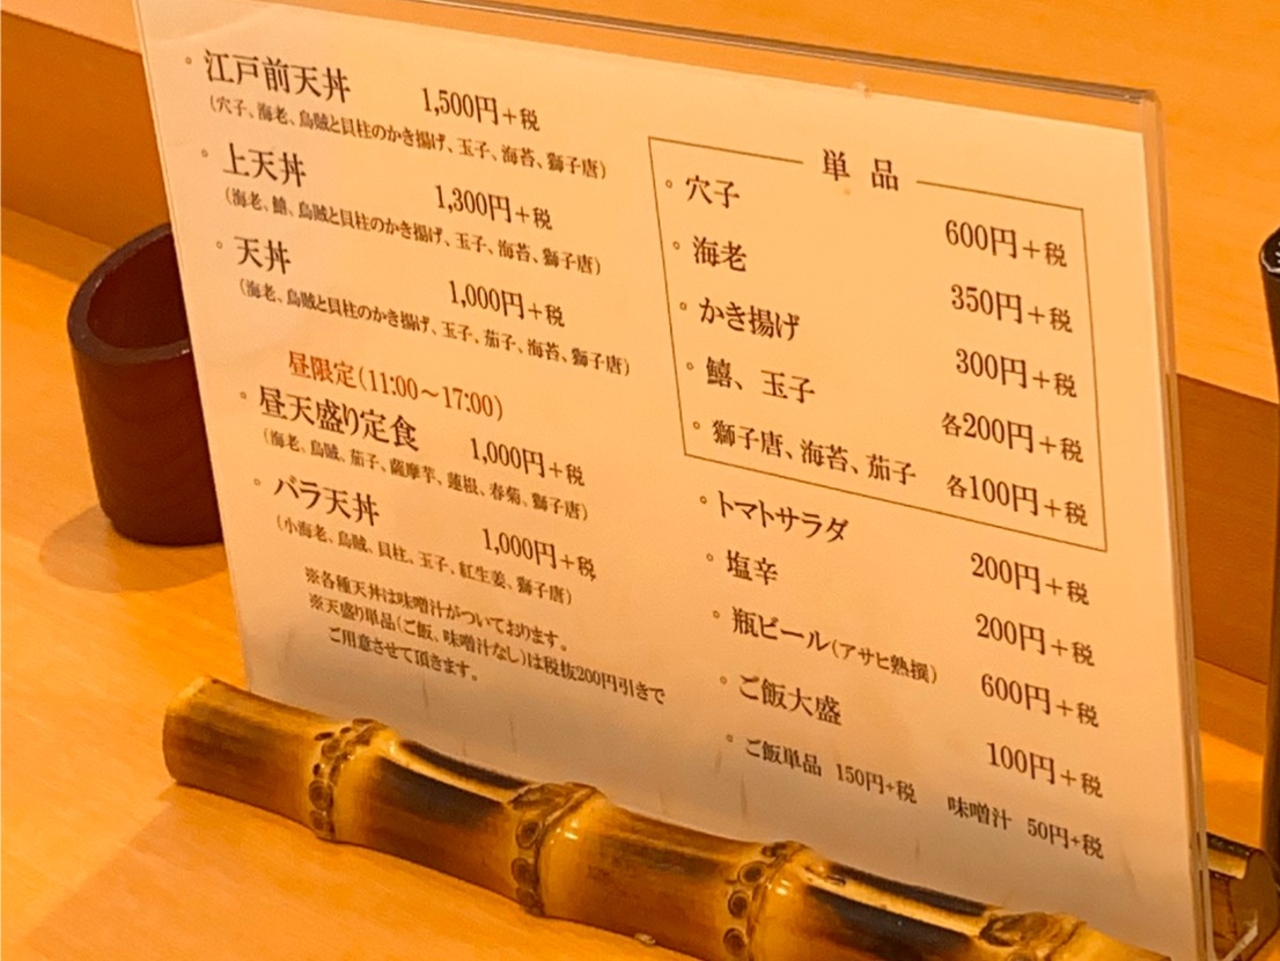 。江戸前天丼 1,500円+税
(穴子、海老、烏賊と貝柱のかき揚げ、玉子、海苔、獅子唐)
。上天丼 1,300円+税
(海老、鱚、烏賊と貝柱のかき揚げ、玉子、海苔、獅子唐)
。天丼 1,000円+税
(海老、烏賊と貝柱のかき揚げ、玉子、茄子、海苔、獅子唐)
昼限定(11:00〜17:00)
。昼天盛り定食 1,000円+税
(海老、烏賊、茄子、薩摩芋、蓮根、春菊、獅子唐)
。バラ天丼 1,000円+税
(小海老、烏賊、貝柱、玉子、紅生姜、獅子唐)
※各種天丼は味噌汁がついております。
※天盛り単品(ご飯、味噌汁なし)は税抜200円引きで
ご用意させて頂きます。
単品
。穴子 600円+税
。海老 350円+税
。かき揚げ 300円+税
。鱚、玉子 各200円+税
。獅子唐、海苔、茄子 各100円+税
。トマトサラダ 200円+税
。塩辛 200円+税
。瓶ビール(アサヒ熟撰) 600円+税
。ご飯大盛 100円+税
。ご飯単品 150円+税 味噌汁 50円+税